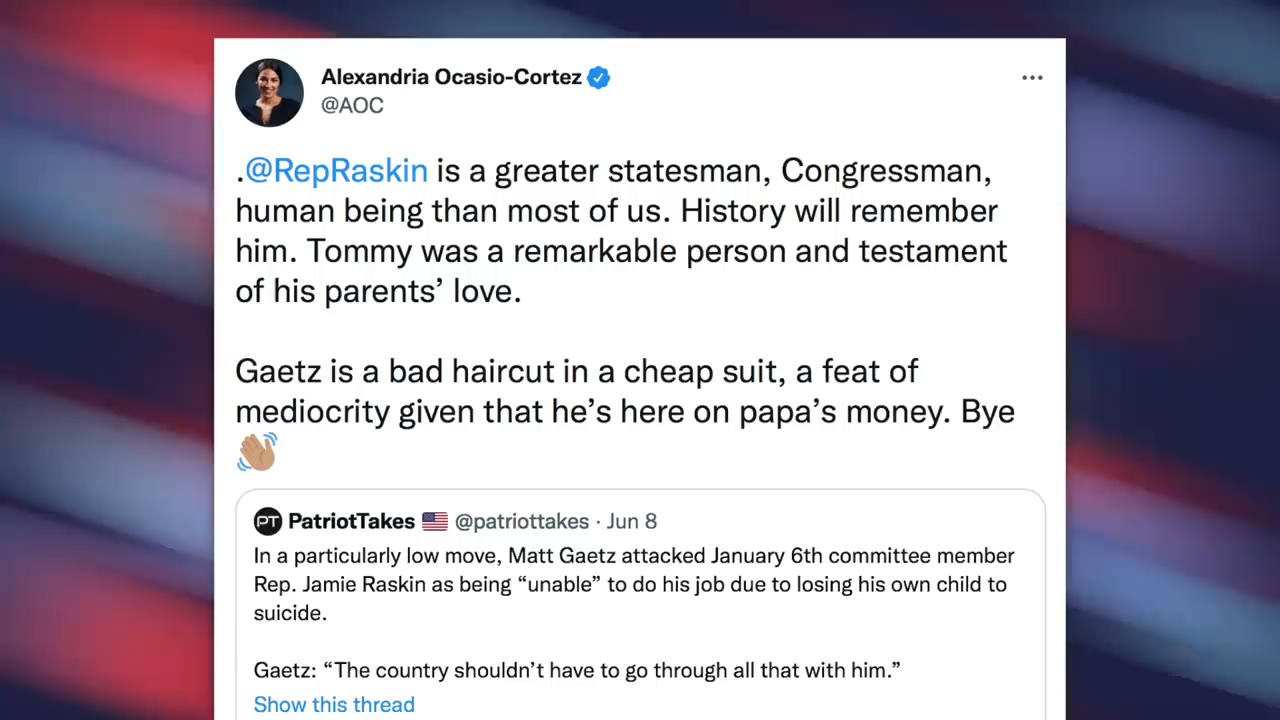 Alexandria Ocasio-Cortez
@AOC
.@RepRaskin is a greater statesman, Congressman,
human being than most of us. History will remember
him. Tommy was a remarkable person and testament
of his parents’ love.
Gaetz is a bad haircut in a cheap suit, a feat of
mediocrity given that he’s here on papa’s money. Bye
👋🏽
PT PatriotTakes 🇺🇸 @patriottakes · Jun 8
In a particularly low move, Matt Gaetz attacked January 6th committee member
Rep. Jamie Raskin as being “unable” to do his job due to losing his own child to
suicide.
Gaetz: “The country shouldn’t have to go through all that with him.”
Show this thread